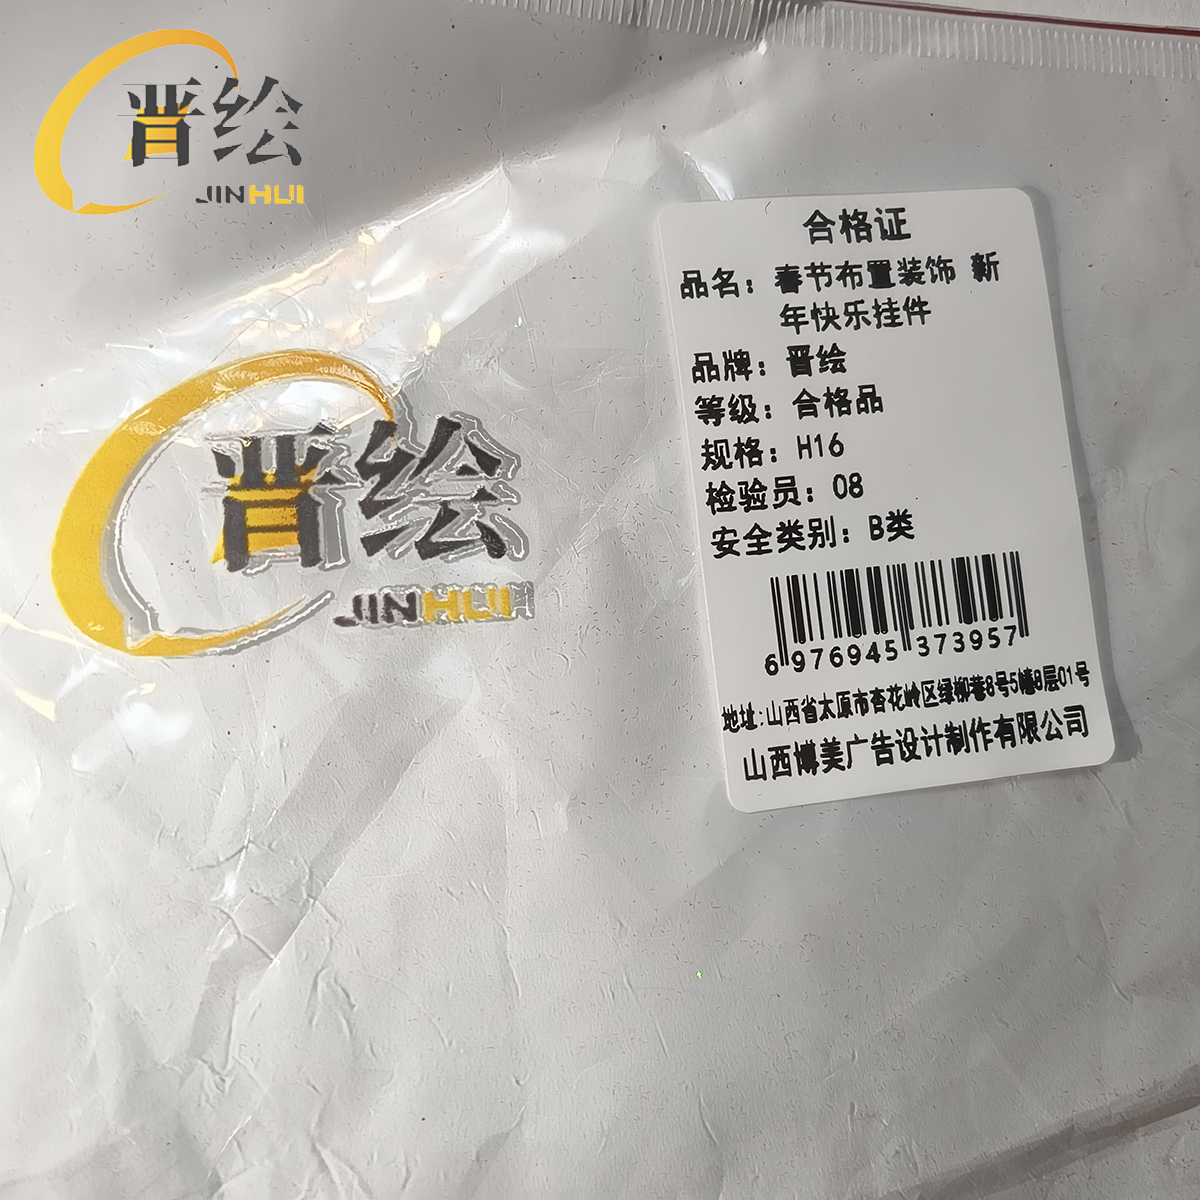 晋绘
JINHUI
合格证
品名：春节布置装饰 新
年快乐挂件
品牌：晋绘
等级：合格品
规格：H16
检验员：08
安全类别：B类
6 976945 373957
地址:山西省太原市杏花岭区绿柳巷8号5幢8层01号
山西博美广告设计制作有限公司
晋绘
JINHUI